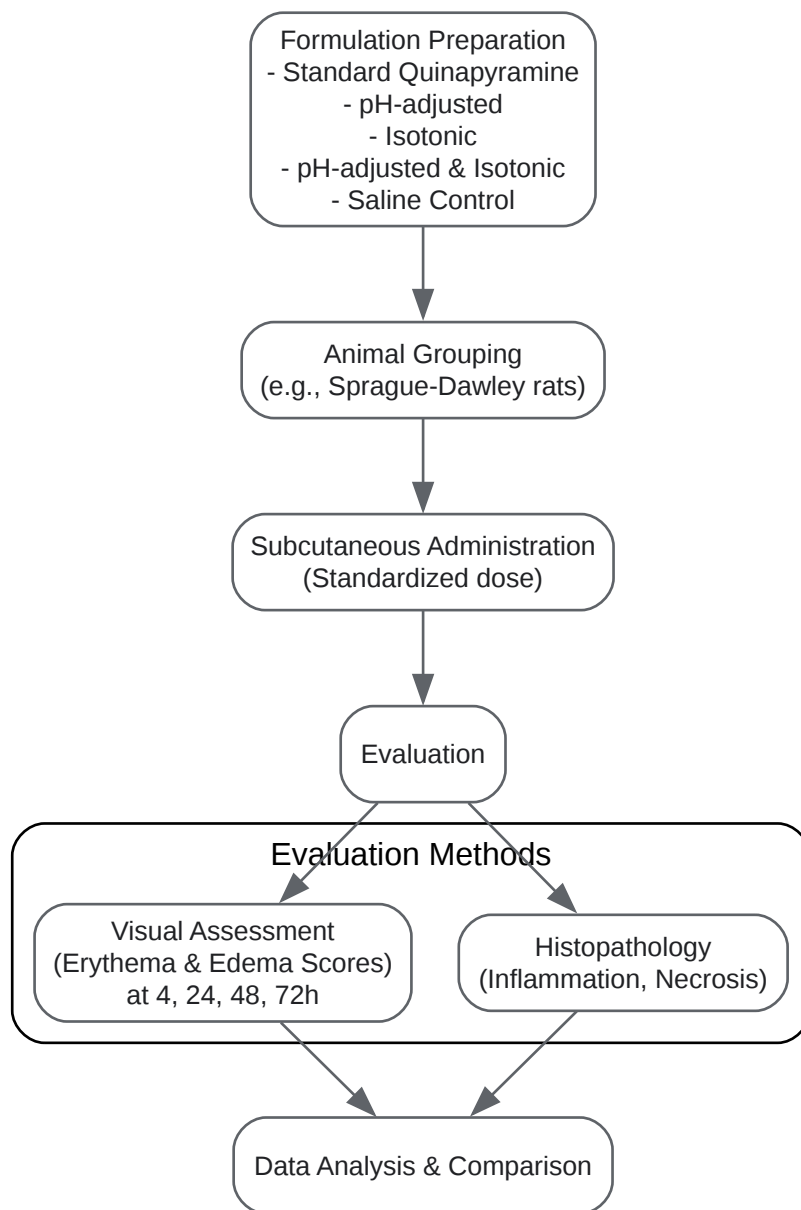 Formulation Preparation
- Standard Quinapyramine
- pH-adjusted
- Isotonic
- pH-adjusted & Isotonic
- Saline Control
Animal Grouping
(e.g., Sprague-Dawley rats)
Subcutaneous Administration
(Standardized dose)
Evaluation
Evaluation Methods
Visual Assessment
(Erythema & Edema Scores)
at 4, 24, 48, 72h
Histopathology
(Inflammation, Necrosis)
Data Analysis & Comparison